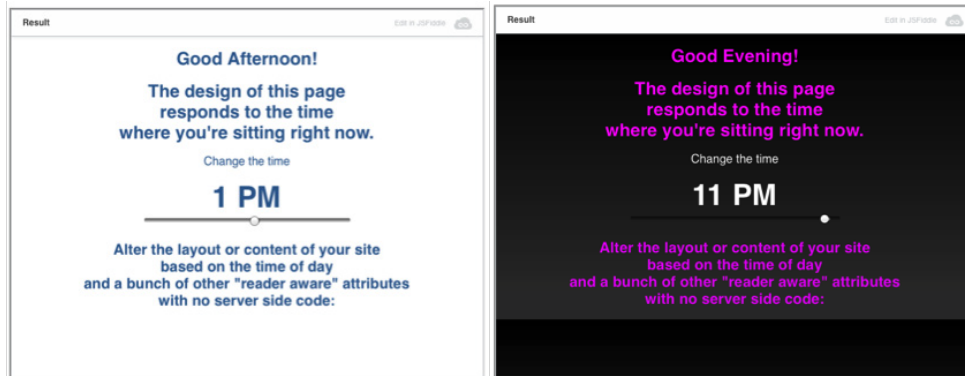 Result
Edit in JSFiddle
Good Afternoon!
The design of this page
responds to the time
where you're sitting right now.
Change the time
1 PM
Alter the layout or content of your site
based on the time of day
and a bunch of other "reader aware" attributes
with no server side code:
Result
Edit in JSFiddle
Good Evening!
The design of this page
responds to the time
where you're sitting right now.
Change the time
11 PM
Alter the layout or content of your site
based on the time of day
and a bunch of other "reader aware" attributes
with no server side code: